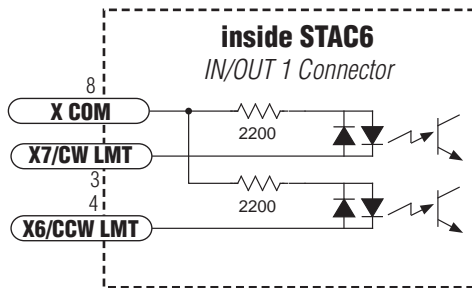 inside STAC6
IN/OUT 1 Connector
8
X COM
2200
X7/CW LMT
3
4
2200
X6/CCW LMT